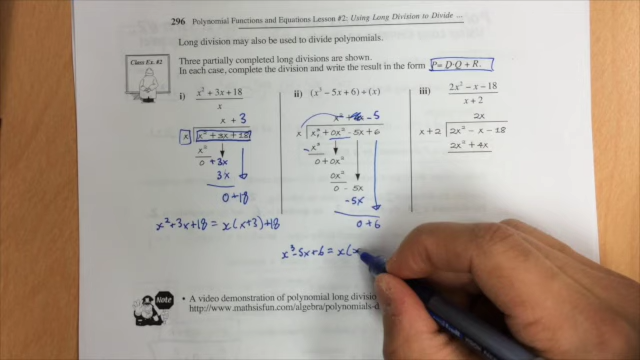 296 Polynomial Functions and Equations Lesson #2: Using Long Division to Divide ...
Long division may also be used to divide polynomials.
Class Ex. #2
Three partially completed long divisions are shown.
In each case, complete the division and write the result in the form P = D·Q + R.
i) x² + 3x + 18
x
x + 3
x x² + 3x + 18
x²
0 + 3x
3x
0 + 18
x² + 3x + 18 = x(x+3) + 18
ii) (x³ − 5x + 6) ÷ (x)
x² − 5
x x³ + 0x² − 5x + 6
x³
0 + 0x²
0x²
0 − 5x
−5x
0 + 6
x³ − 5x + 6 = x(x
iii) 2x² − x − 18
x + 2
2x
x + 2 2x² − x − 18
2x² + 4x
Note
• A video demonstration of polynomial long division
http://www.mathsisfun.com/algebra/polynomials-d